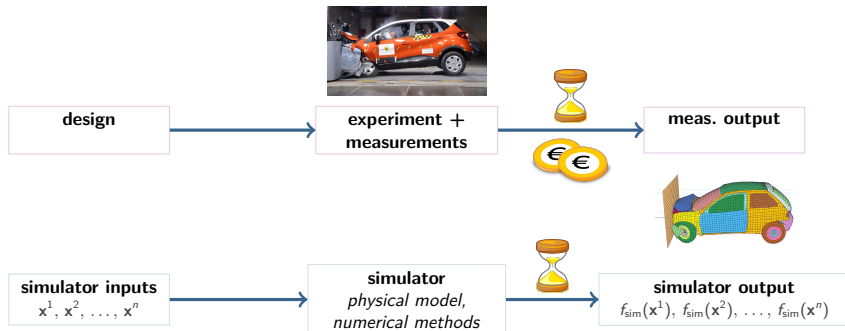 design
experiment +
measurements
meas. output
€
€
simulator inputs
x¹, x², . . . , xⁿ
simulator
physical model,
numerical methods
simulator output
f_sim(x¹), f_sim(x²), . . . , f_sim(xⁿ)